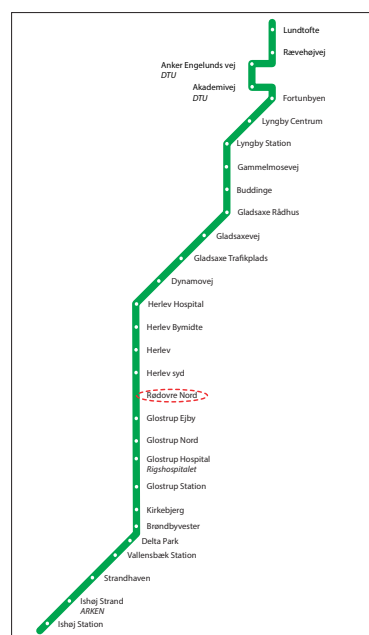 Lundtofte
Rævehøjvej
Anker Engelunds vej
DTU
Akademivej
DTU
Fortunbyen
Lyngby Centrum
Lyngby Station
Gammelmosevej
Buddinge
Gladsaxe Rådhus
Gladsaxevej
Gladsaxe Trafikplads
Dynamovej
Herlev Hospital
Herlev Bymidte
Herlev
Herlev syd
Rødovre Nord
Glostrup Ejby
Glostrup Nord
Glostrup Hospital
Rigshospitalet
Glostrup Station
Kirkebjerg
Brøndbyvester
Delta Park
Vallensbæk Station
Strandhaven
Ishøj Strand
ARKEN
Ishøj Station